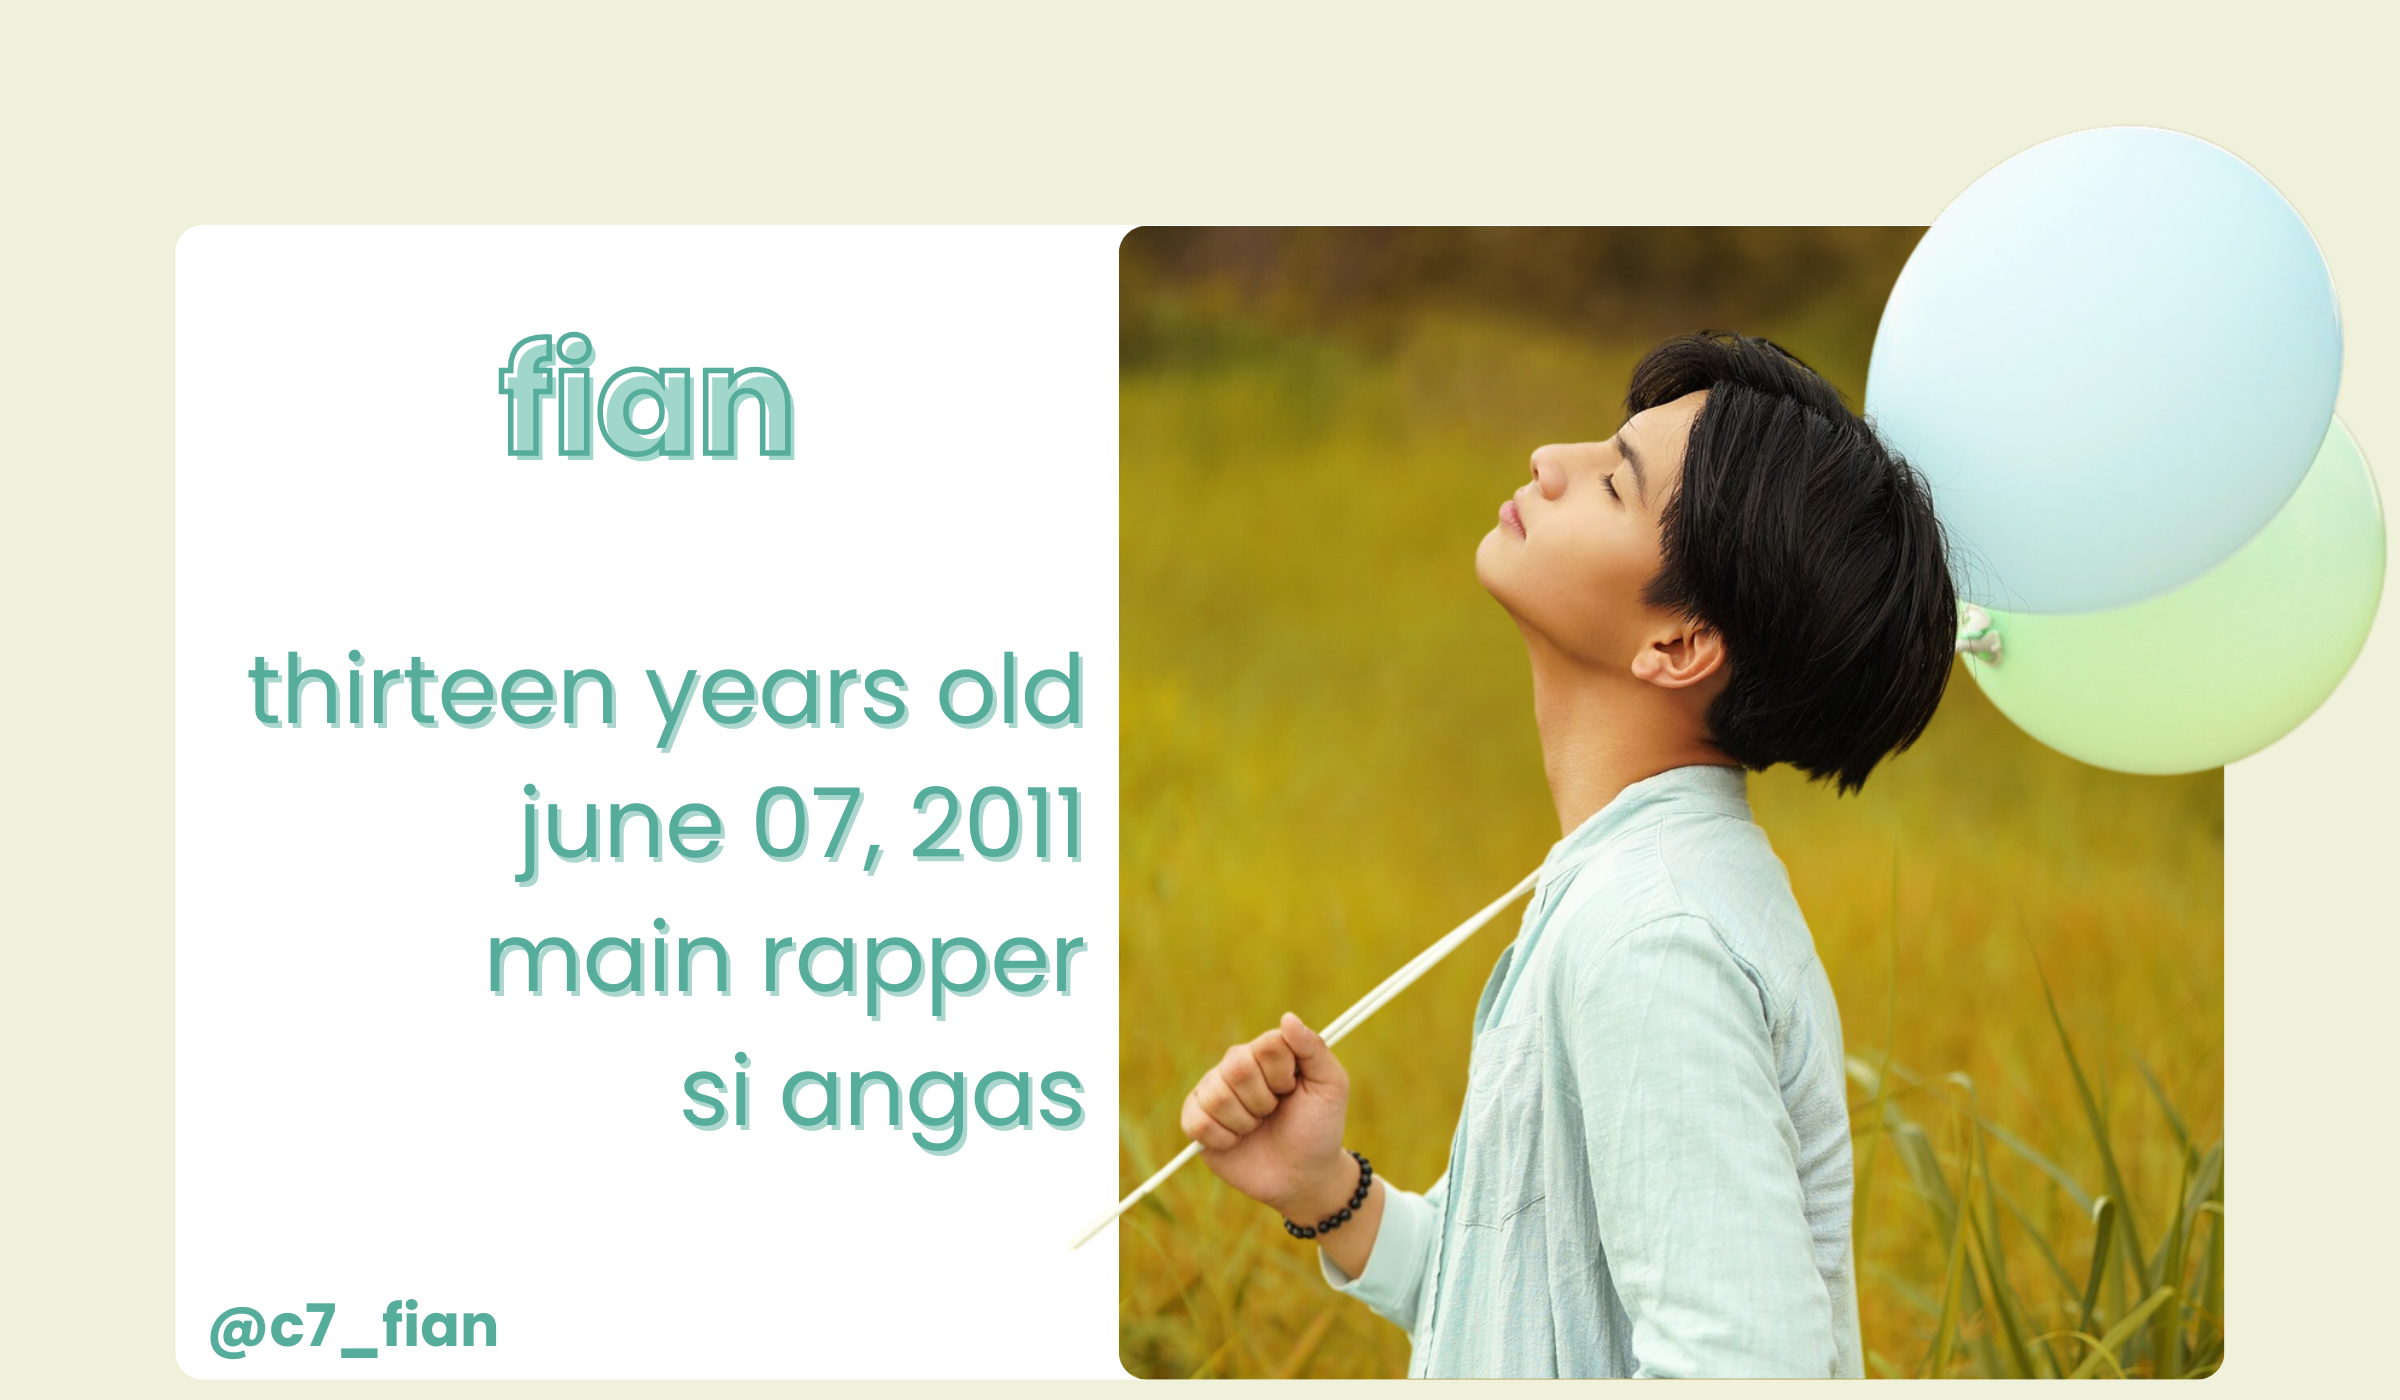 fian
thirteen years old
june 07, 2011
main rapper
si angas
@c7_fian